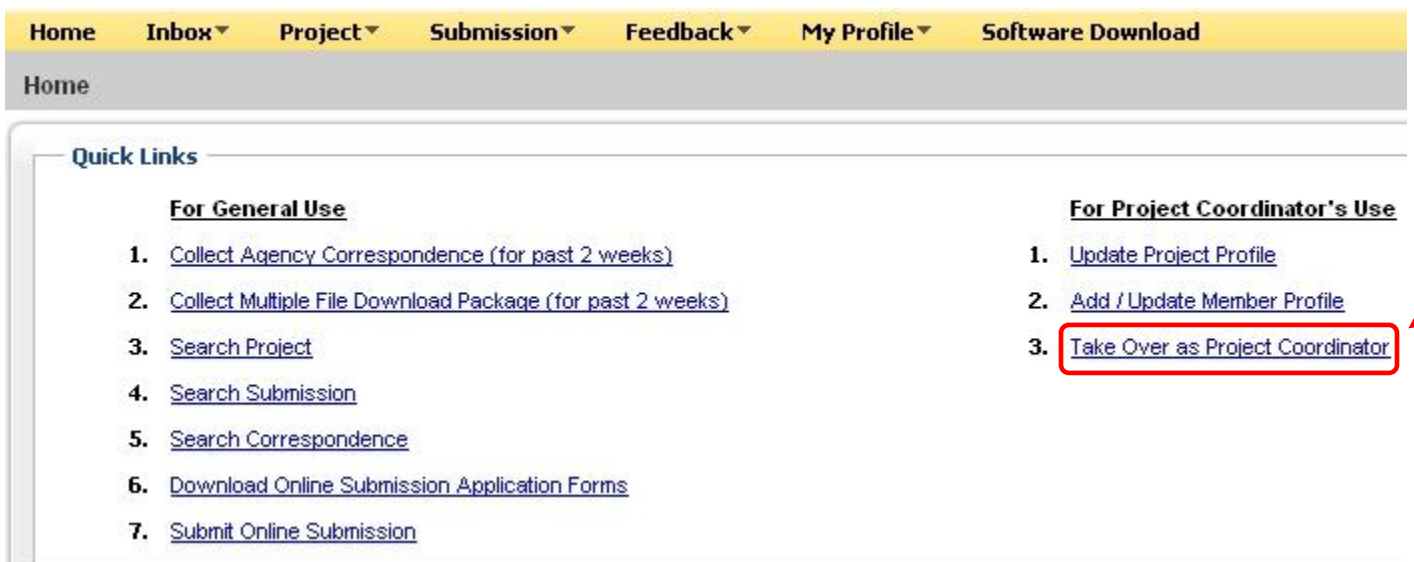 Home Inbox Project Submission Feedback My Profile Software Download
Home
Quick Links
For General Use
1. Collect Agency Correspondence (for past 2 weeks)
2. Collect Multiple File Download Package (for past 2 weeks)
3. Search Project
4. Search Submission
5. Search Correspondence
6. Download Online Submission Application Forms
7. Submit Online Submission
For Project Coordinator's Use
1. Update Project Profile
2. Add / Update Member Profile
3. Take Over as Project Coordinator